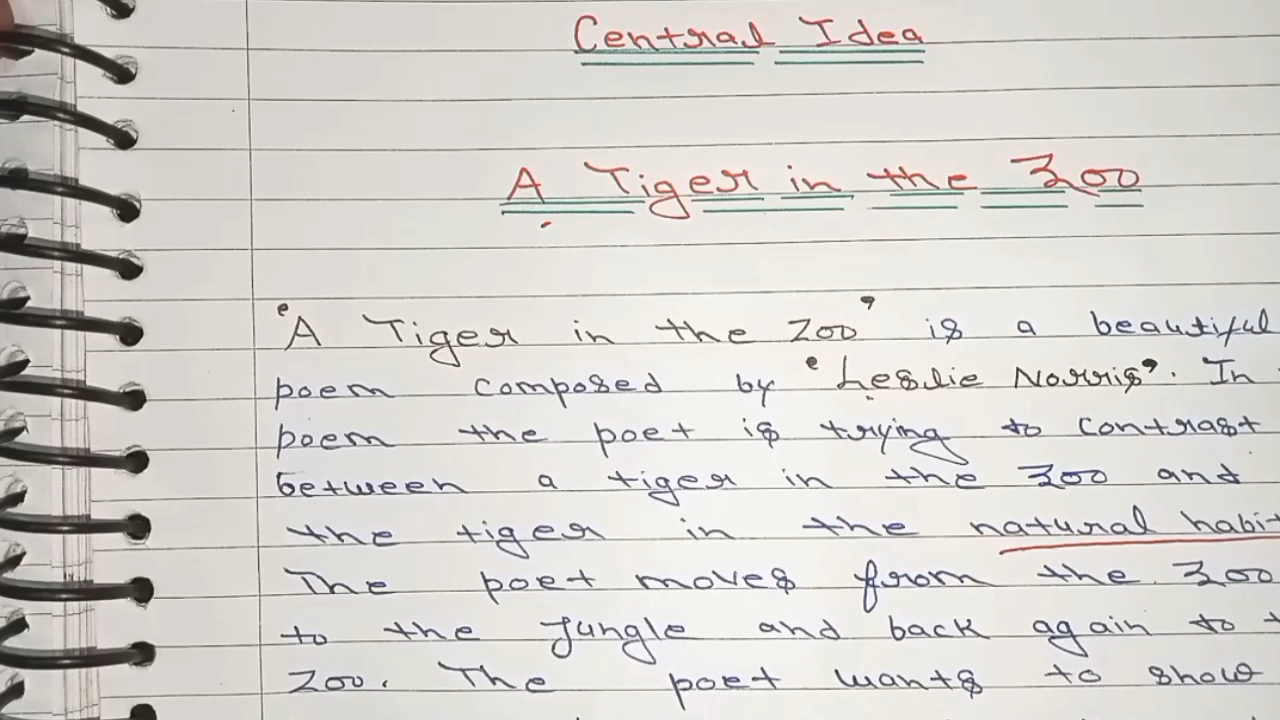 Central Idea
A Tiger in the Zoo
'A Tiger in the Zoo' is a beautiful
poem composed by 'Leslie Norris'. In
poem the poet is trying to contrast
between a tiger in the zoo and
the tiger in the natural habit
The poet moves from the zoo
to the jungle and back again to t
zoo. The poet wants to show